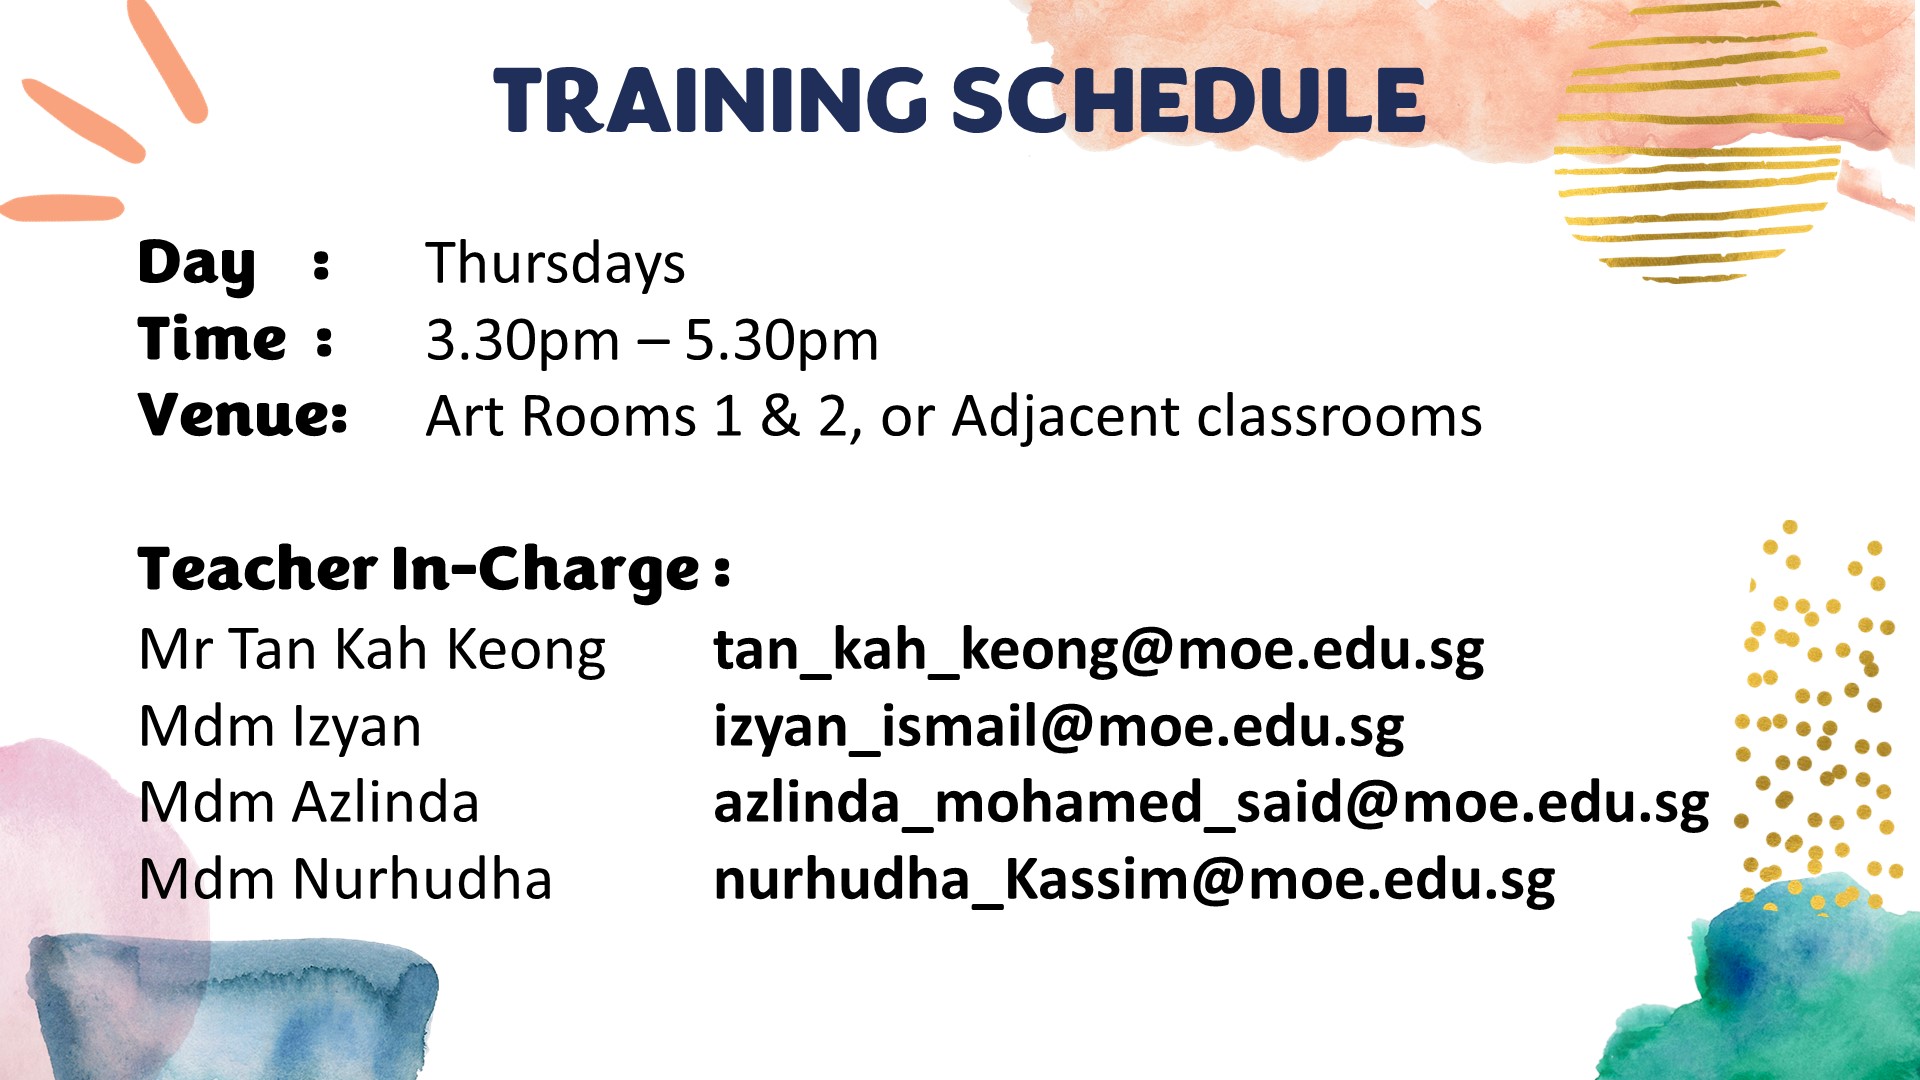 TRAINING SCHEDULE
Day : Thursdays
Time : 3.30pm – 5.30pm
Venue: Art Rooms 1 & 2, or Adjacent classrooms
Teacher In-Charge :
Mr Tan Kah Keong tan_kah_keong@moe.edu.sg
Mdm Izyan izyan_ismail@moe.edu.sg
Mdm Azlinda azlinda_mohamed_said@moe.edu.sg
Mdm Nurhudha nurhudha_Kassim@moe.edu.sg